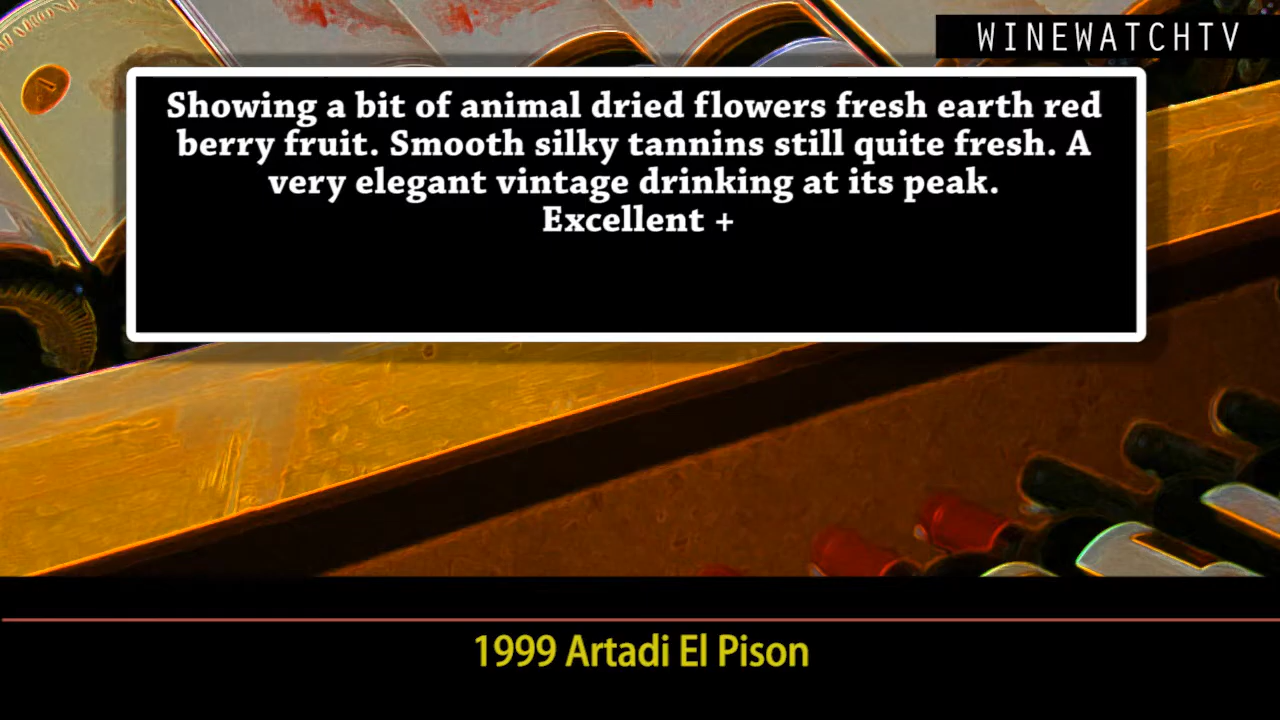 WINEWATCHTV
Showing a bit of animal dried flowers fresh earth red
berry fruit. Smooth silky tannins still quite fresh. A
very elegant vintage drinking at its peak.
Excellent +
1999 Artadi El Pison